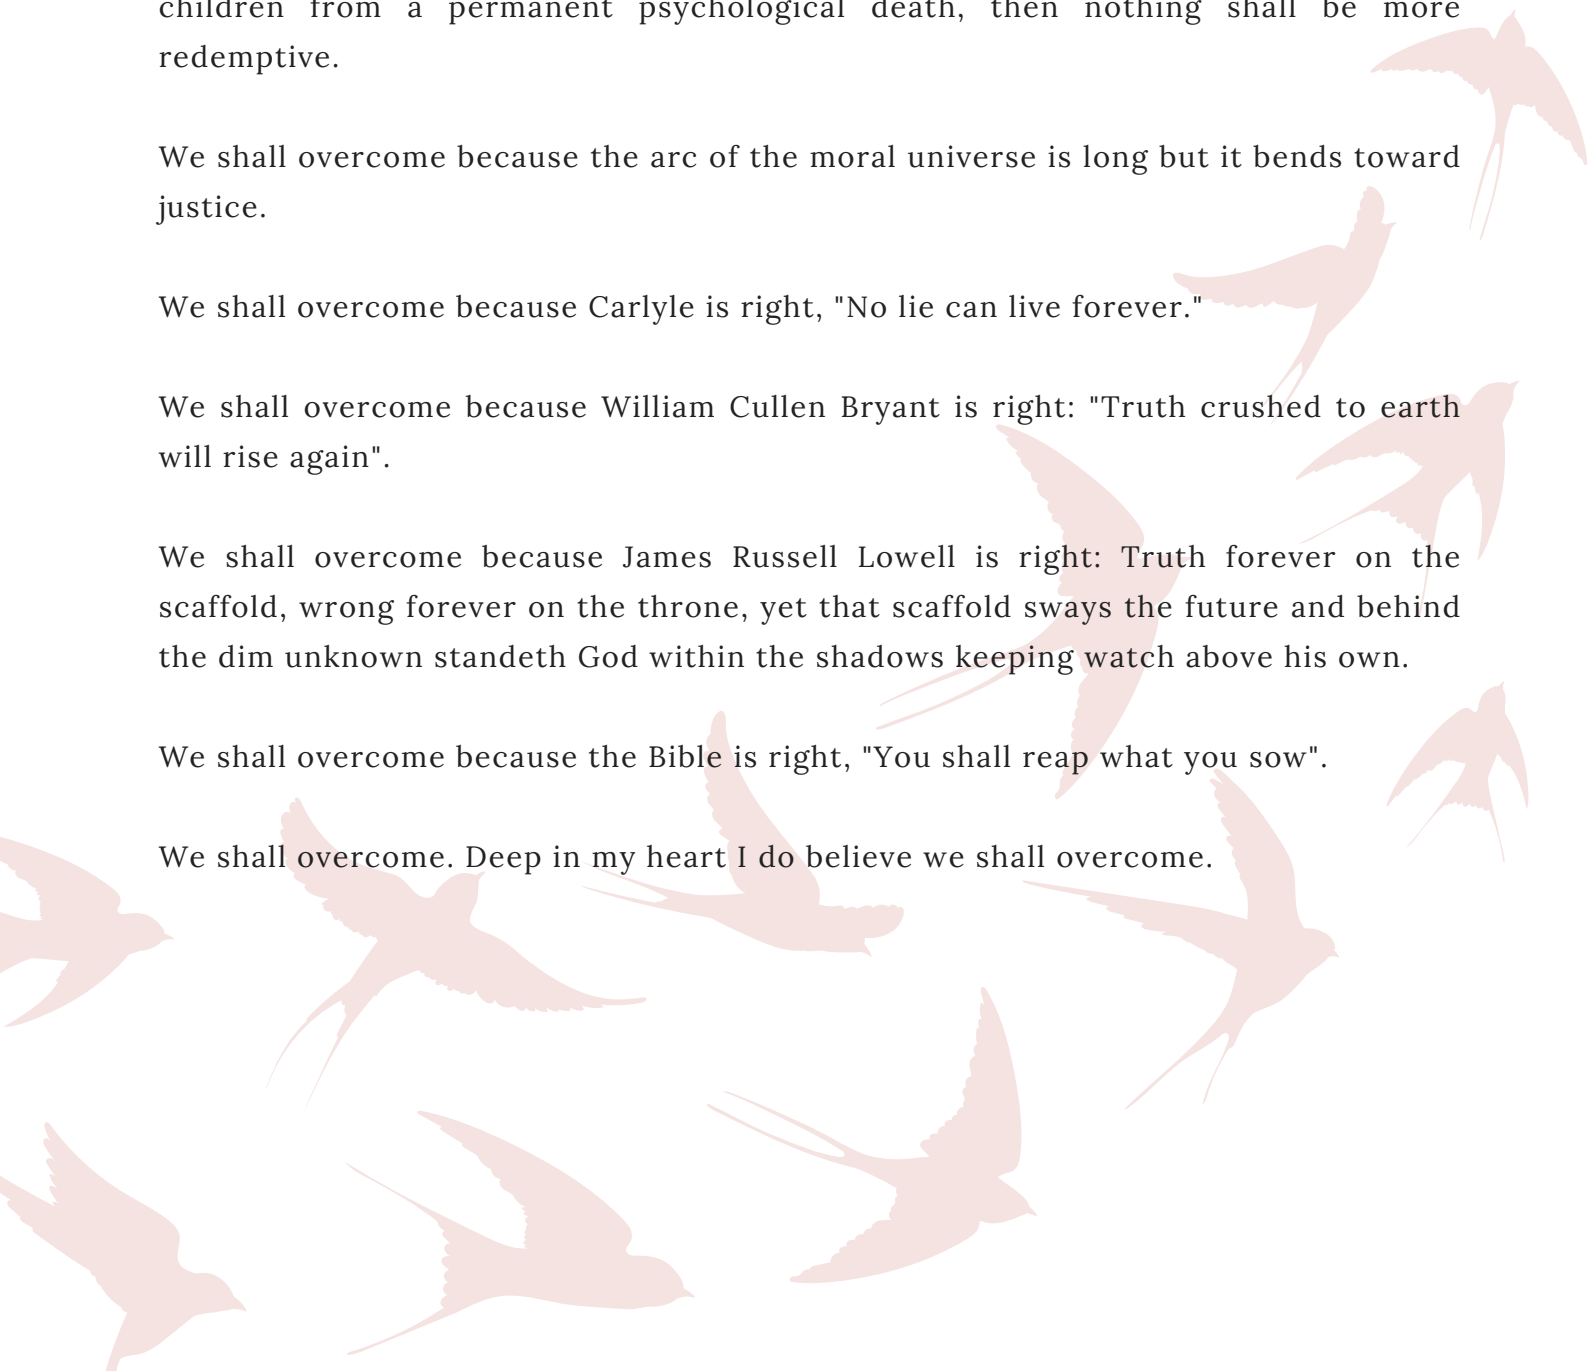 children from a permanent psychological death, then nothing shall be more
redemptive.
We shall overcome because the arc of the moral universe is long but it bends toward
justice.
We shall overcome because Carlyle is right, "No lie can live forever."
We shall overcome because William Cullen Bryant is right: "Truth crushed to earth
will rise again".
We shall overcome because James Russell Lowell is right: Truth forever on the
scaffold, wrong forever on the throne, yet that scaffold sways the future and behind
the dim unknown standeth God within the shadows keeping watch above his own.
We shall overcome because the Bible is right, "You shall reap what you sow".
We shall overcome. Deep in my heart I do believe we shall overcome.